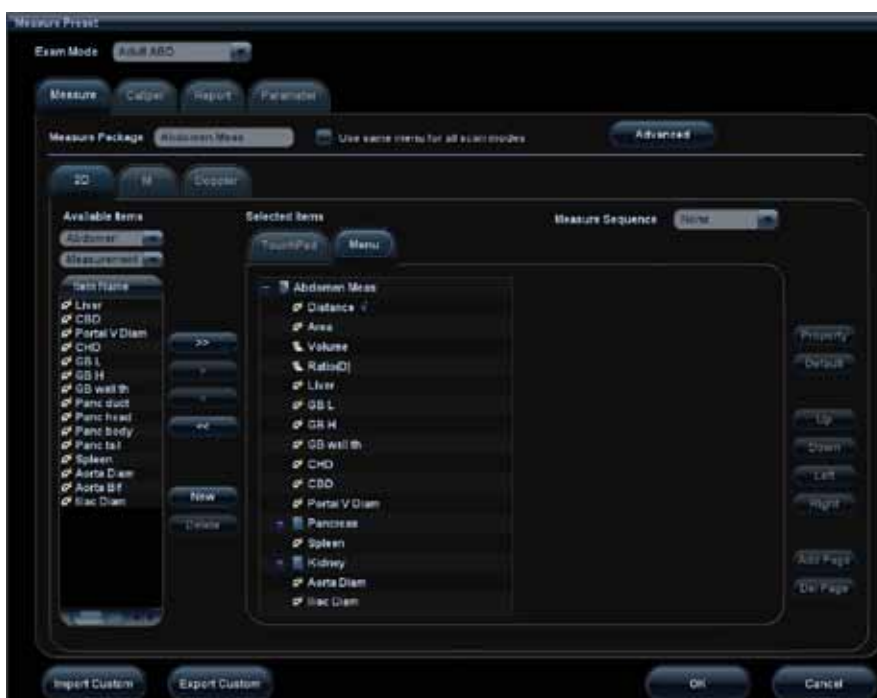 Measure Preset
Exam Mode Adult ABD
Measure Caliper Report Parameter
Measure Package Abdomen Meas Use same menu for all scan modes Advanced
2D M Doppler
Available Items Selected Items Measure Sequence None
Abdomen TouchPad Menu
Measurement
Item Name
Liver
CBD
Portal V Diam
CHD
GB L
GB H
GB wall th
Panc duct
Panc head
Panc body
Panc tail
Spleen
Aorta Diam
Aorta Bif
Iliac Diam
>>
>
<
<<
New
Delete
Abdomen Meas
Distance
Area
Volume
Ratio(D)
Liver
GB L
GB H
GB wall th
CHD
CBD
Portal V Diam
Pancreas
Spleen
Kidney
Aorta Diam
Iliac Diam
Property
Default
Up
Down
Left
Right
Add Page
Del Page
Import Custom Export Custom OK Cancel